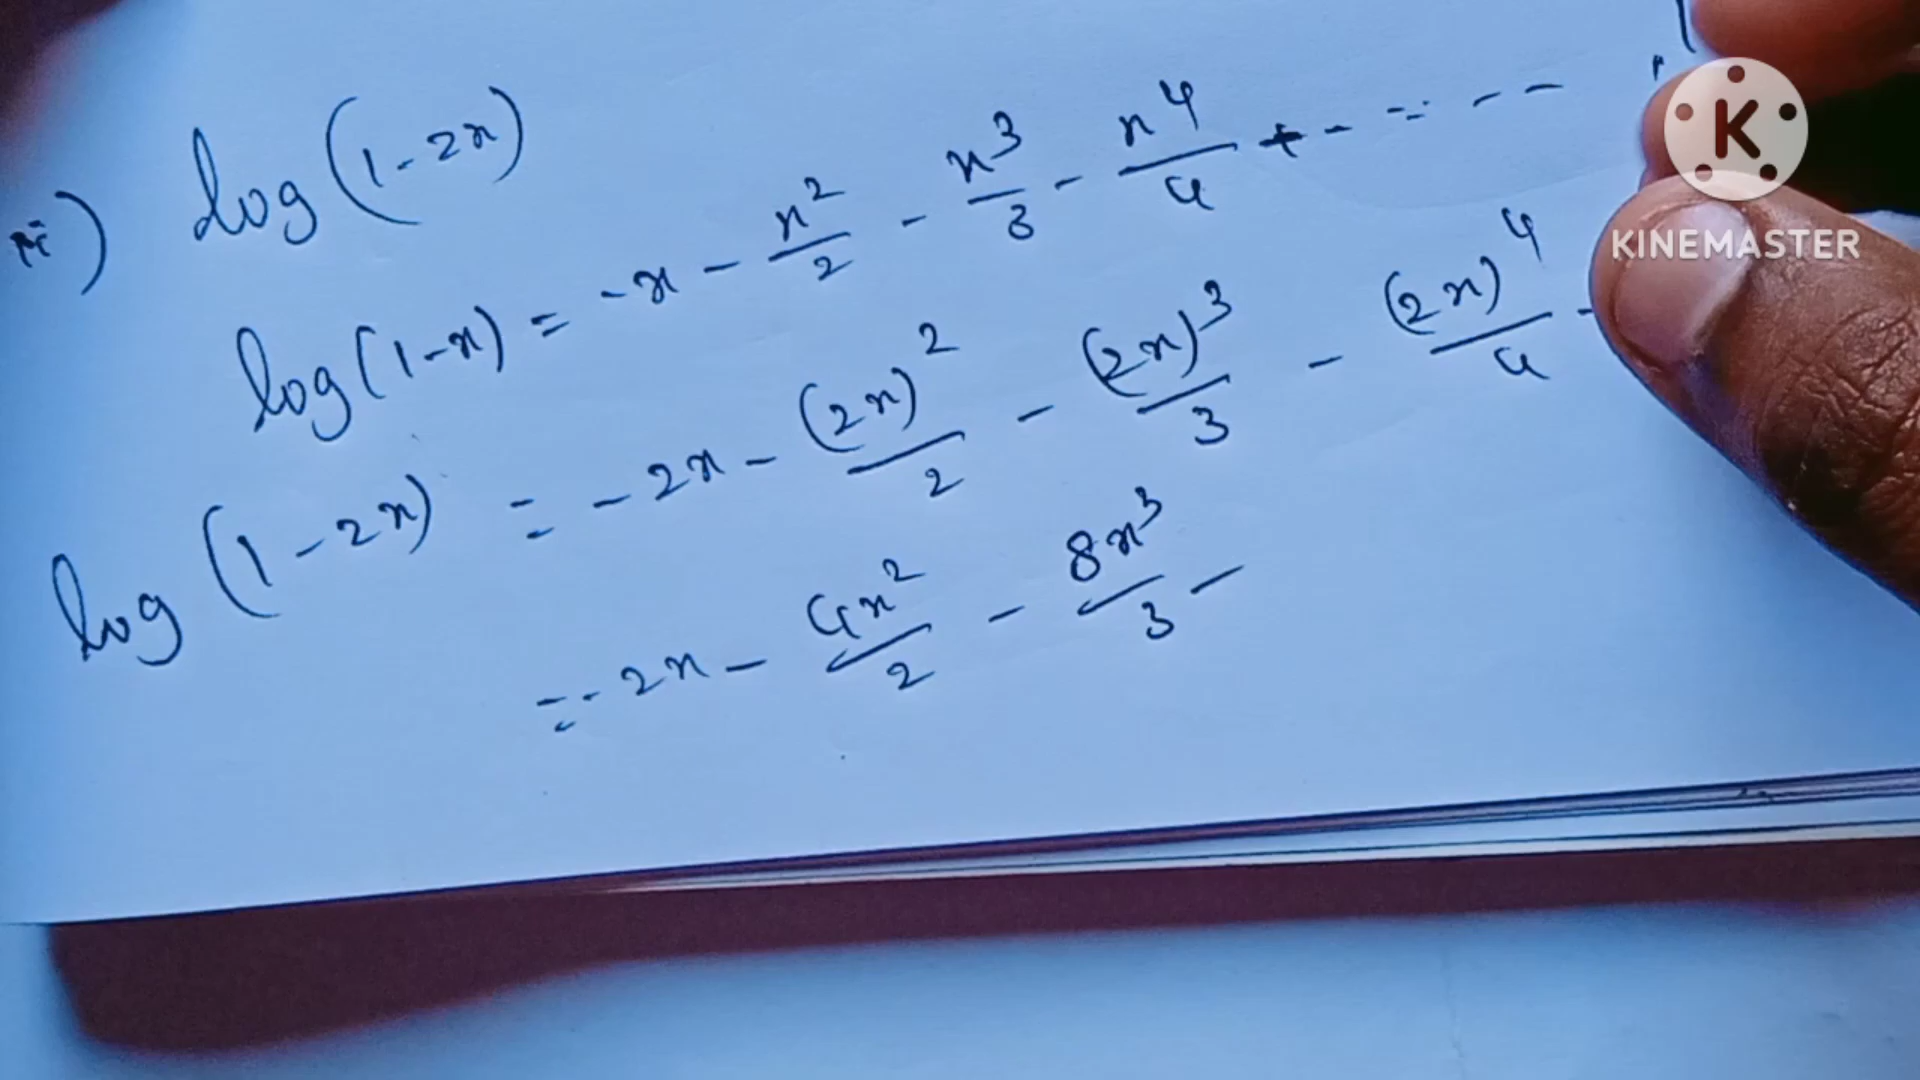 ii) log(1-2x)
log(1-x) = -x - x²/2 - x³/3 - x⁴/4 + - - - - -
log(1-2x) = -2x - (2x)²/2 - (2x)³/3 - (2x)⁴/4 -
= -2x - 4x²/2 - 8x³/3 -
K
KINEMASTER